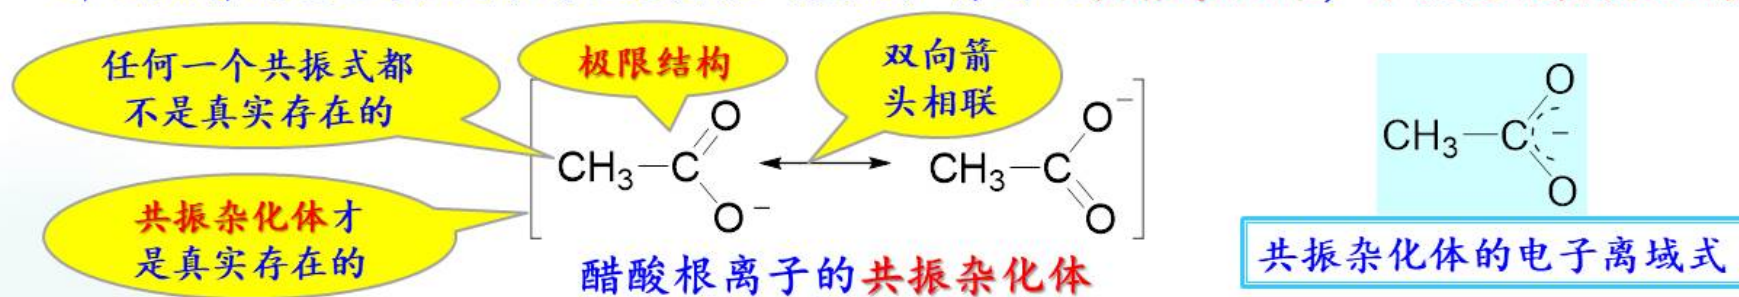 任何一个共振式都
不是真实存在的
极限结构
双向箭
头相联
共振杂化体才
是真实存在的
CH₃—C
O
O⁻
CH₃—C
O⁻
O
醋酸根离子的共振杂化体
CH₃—C
O
O
−
共振杂化体的电子离域式